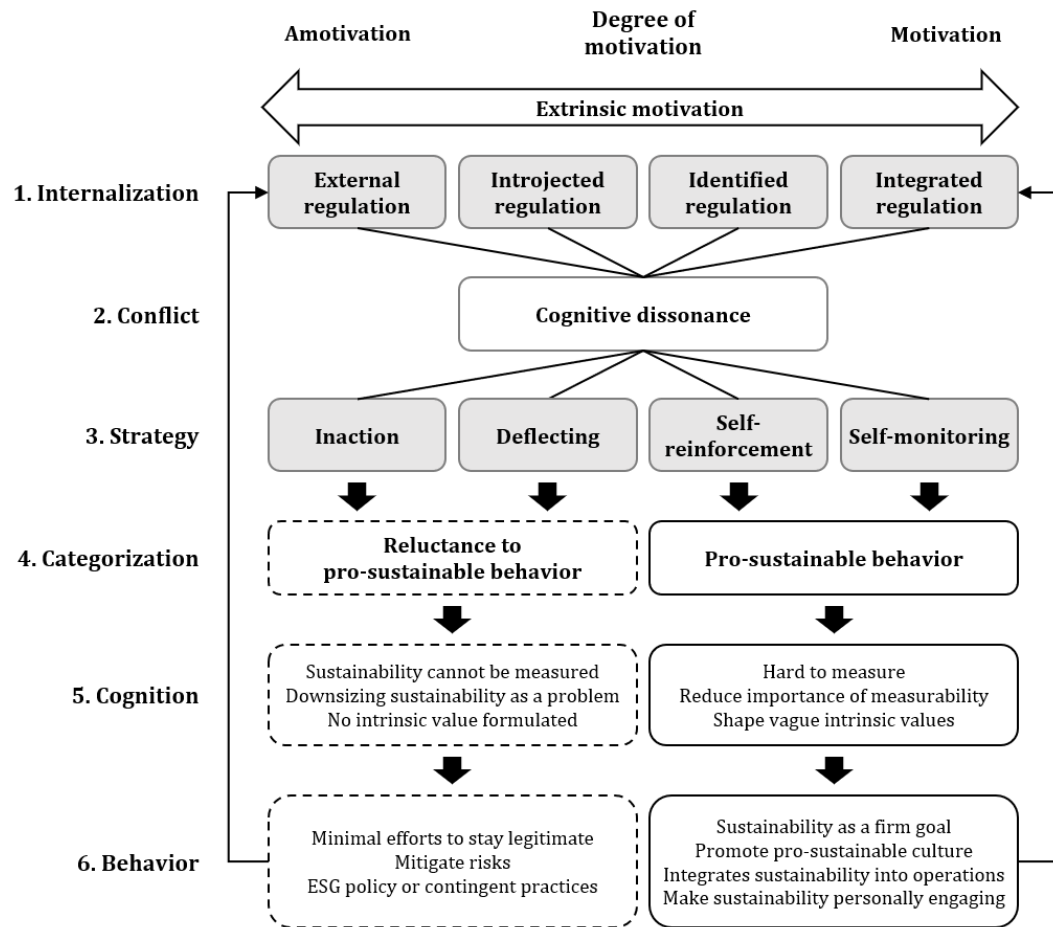 Amotivation
Degree of
motivation
Motivation
Extrinsic motivation
1. Internalization
External
regulation
Introjected
regulation
Identified
regulation
Integrated
regulation
2. Conflict
Cognitive dissonance
3. Strategy
Inaction
Deflecting
Self-
reinforcement
Self-monitoring
4. Categorization
Reluctance to
pro-sustainable behavior
Pro-sustainable behavior
5. Cognition
Sustainability cannot be measured
Downsizing sustainability as a problem
No intrinsic value formulated
Hard to measure
Reduce importance of measurability
Shape vague intrinsic values
6. Behavior
Minimal efforts to stay legitimate
Mitigate risks
ESG policy or contingent practices
Sustainability as a firm goal
Promote pro-sustainable culture
Integrates sustainability into operations
Make sustainability personally engaging